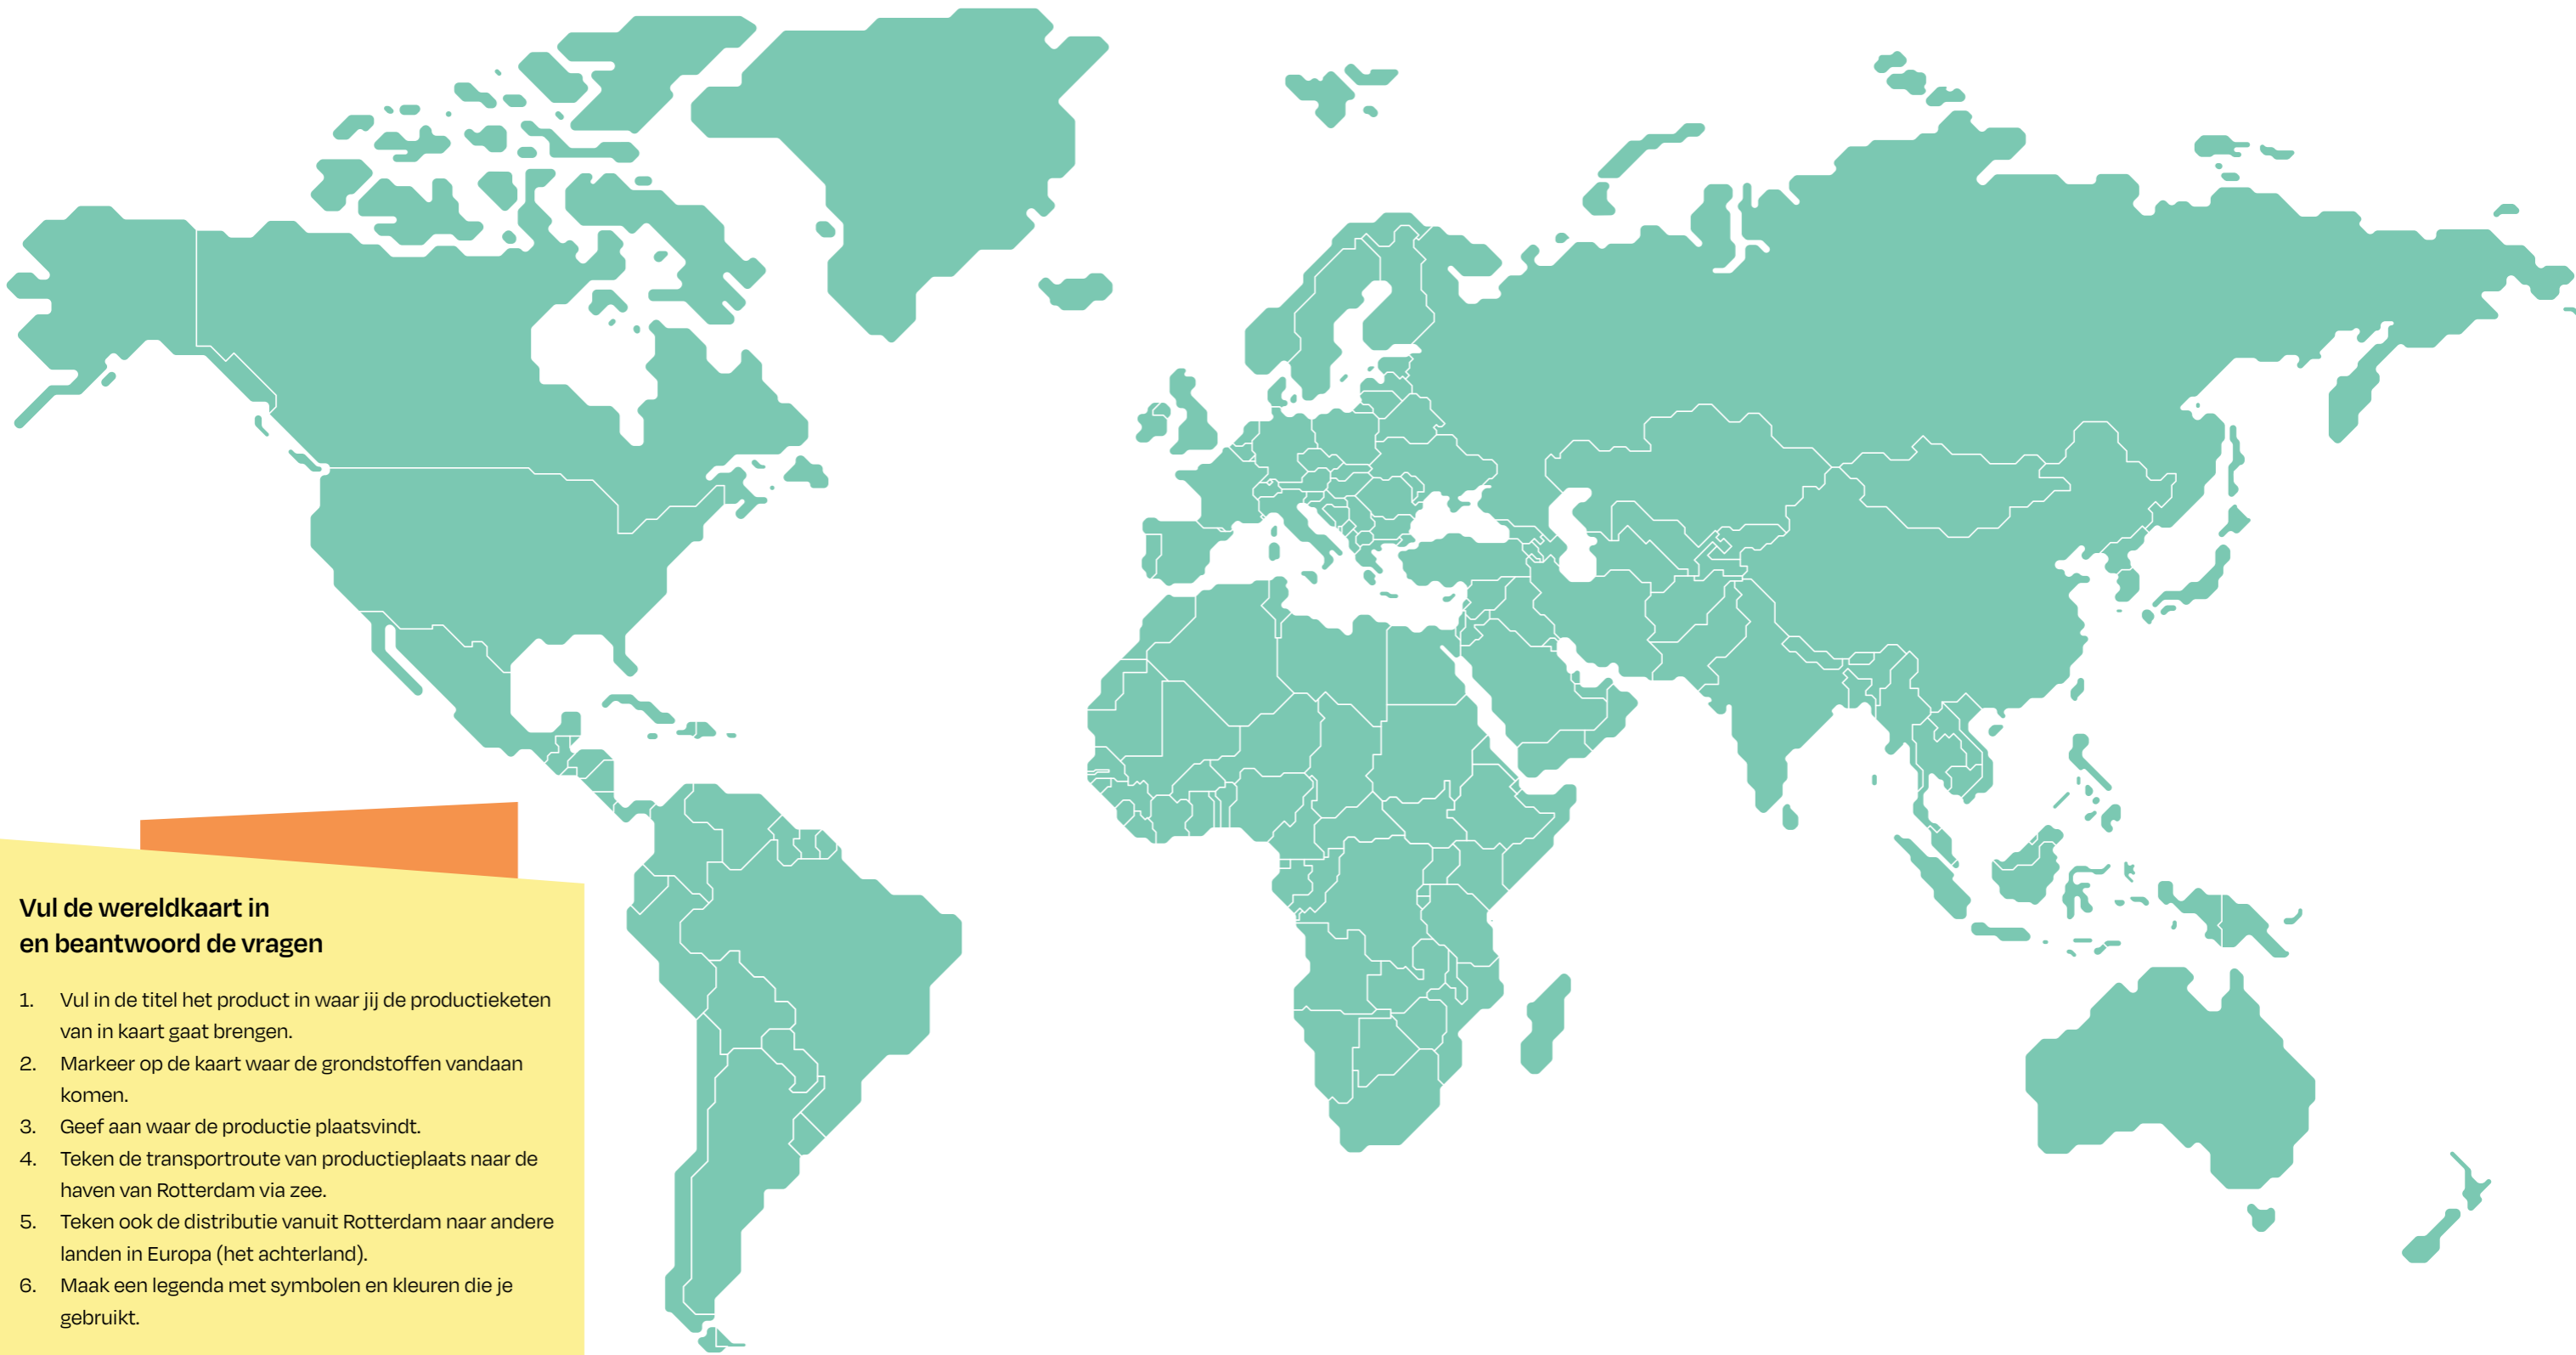 Vul de wereldkaart in
en beantwoord de vragen
1. Vul in de titel het product in waar jij de productieketen
van in kaart gaat brengen.
2. Markeer op de kaart waar de grondstoffen vandaan
komen.
3. Geef aan waar de productie plaatsvindt.
4. Teken de transportroute van productieplaats naar de
haven van Rotterdam via zee.
5. Teken ook de distributie vanuit Rotterdam naar andere
landen in Europa (het achterland).
6. Maak een legenda met symbolen en kleuren die je
gebruikt.